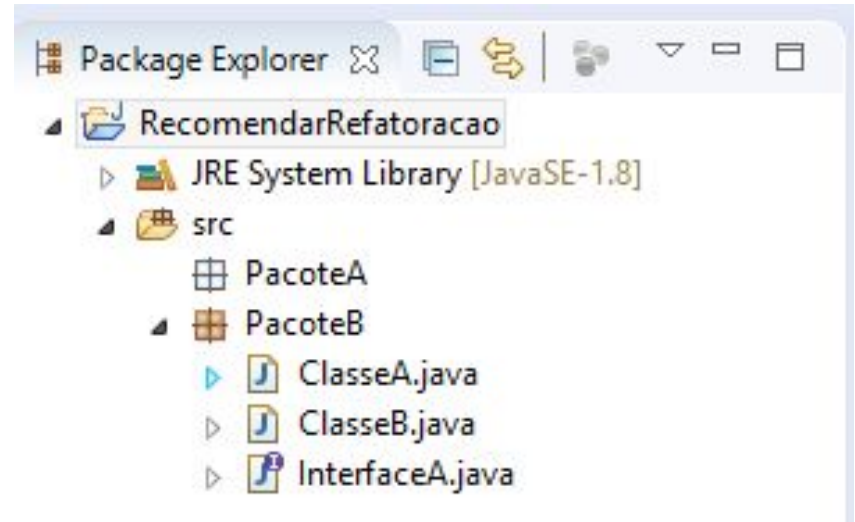 Package Explorer
RecomendarRefatoracao
JRE System Library [JavaSE-1.8]
src
PacoteA
PacoteB
ClasseA.java
ClasseB.java
InterfaceA.java